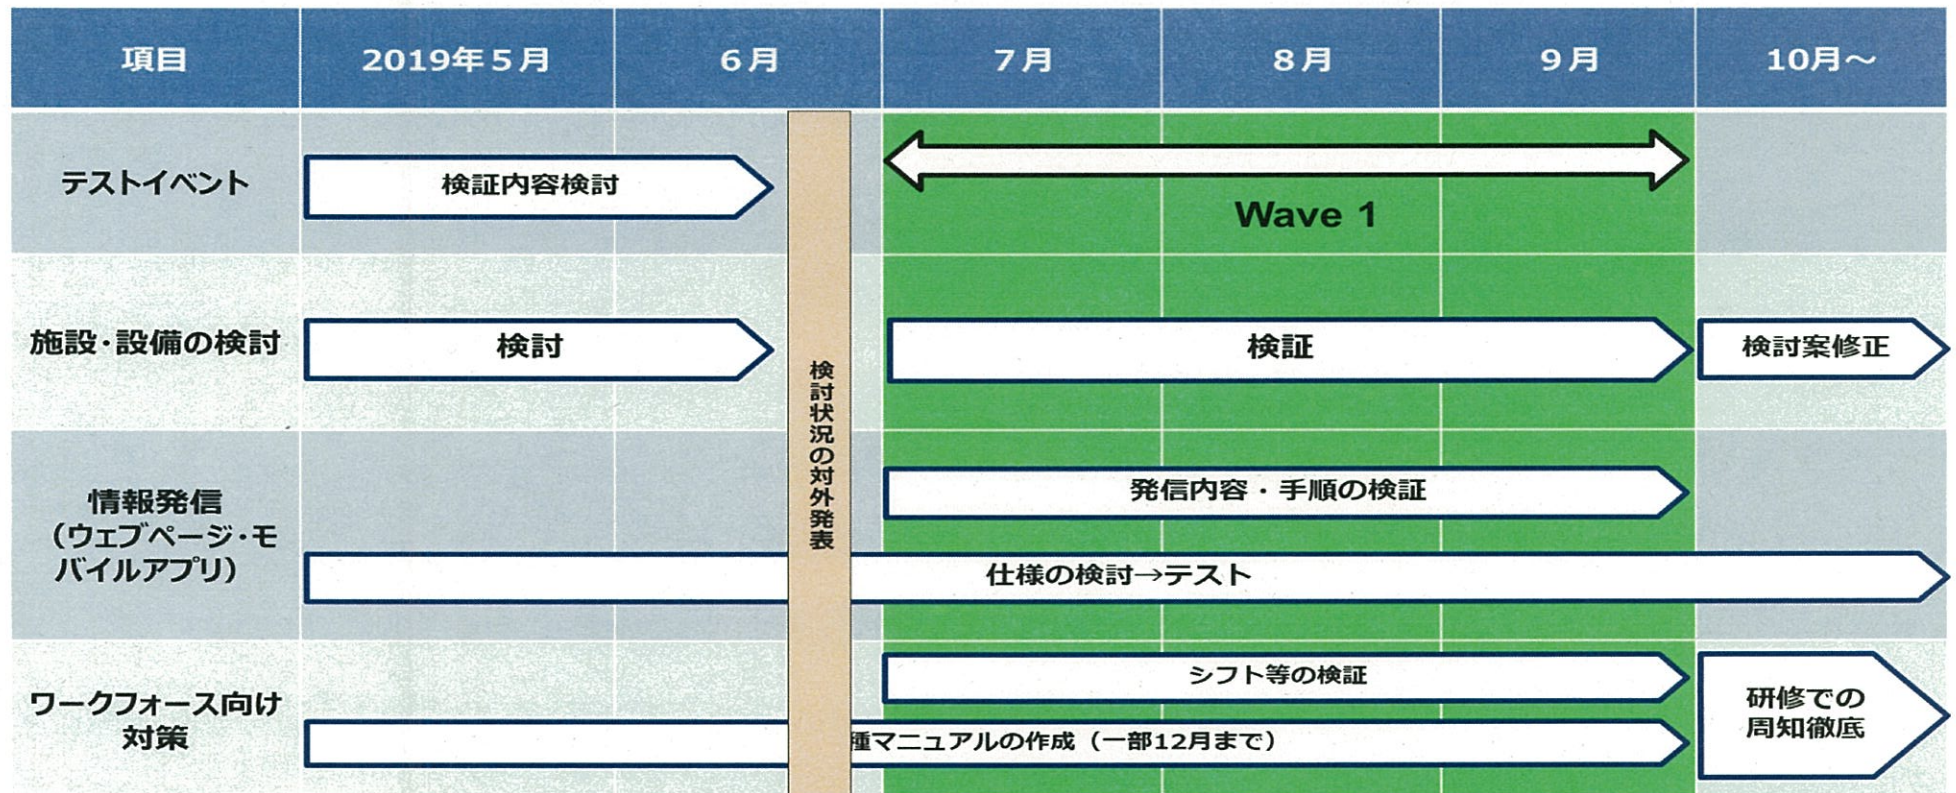 項目
2019年5月
6月
7月
8月
9月
10月～
テストイベント
検証内容検討
Wave 1
施設・設備の検討
検討
検証
検討案修正
検討状況の対外発表
情報発信
（ウェブページ・モ
バイルアプリ）
発信内容・手順の検証
仕様の検討→テスト
ワークフォース向け
対策
シフト等の検証
種マニュアルの作成（一部12月まで）
研修での
周知徹底